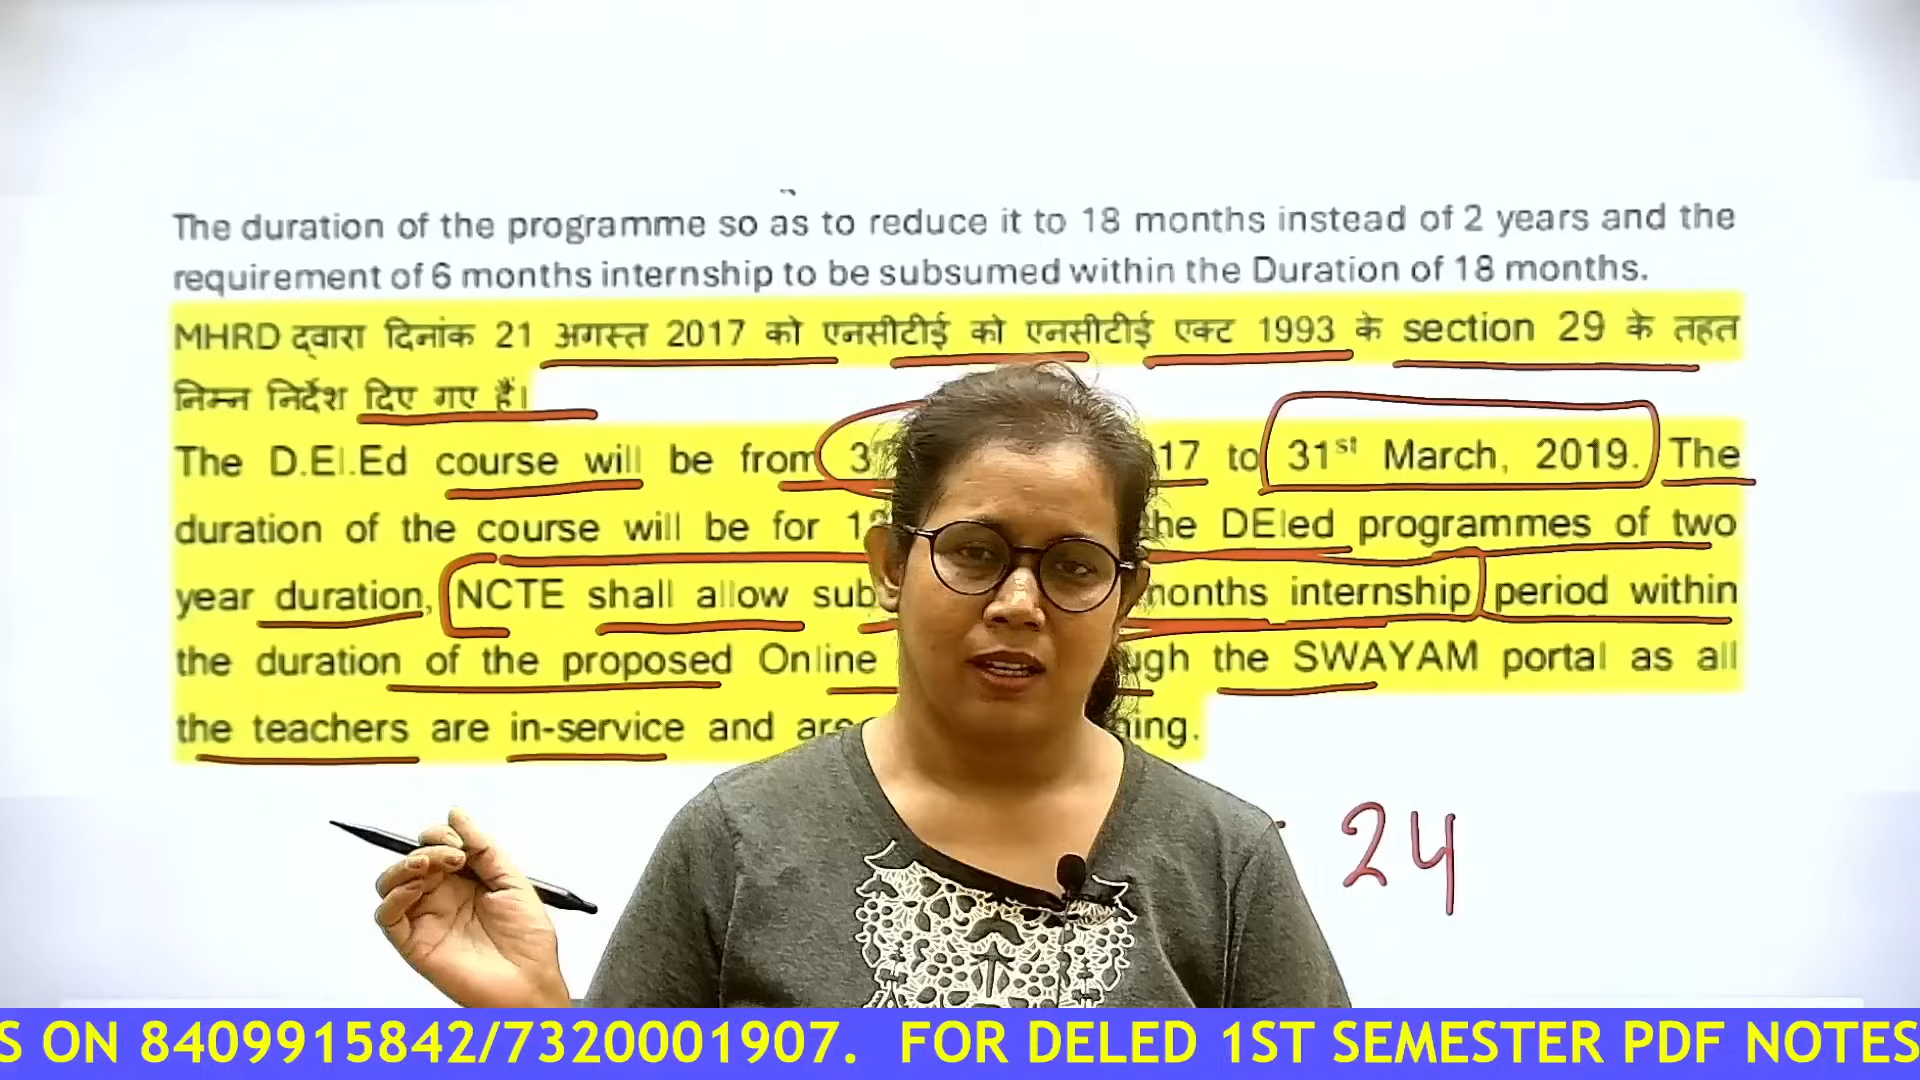 The duration of the programme so as to reduce it to 18 months instead of 2 years and the
requirement of 6 months internship to be subsumed within the Duration of 18 months.
MHRD द्वारा दिनांक 21 अगस्त 2017 को एनसीटीई को एनसीटीई एक्ट 1993 के section 29 के तहत
निम्न निर्देश दिए गए हैं।
The D.El.Ed course will be from 17 to 31st March, 2019. The
duration of the course will be for DEled programmes of two
year duration, NCTE shall allow internship period within
the duration of the proposed Online the SWAYAM portal as all
the teachers are in-service and
24
S ON 8409915842/7320001907. FOR DELED 1ST SEMESTER PDF NOTES